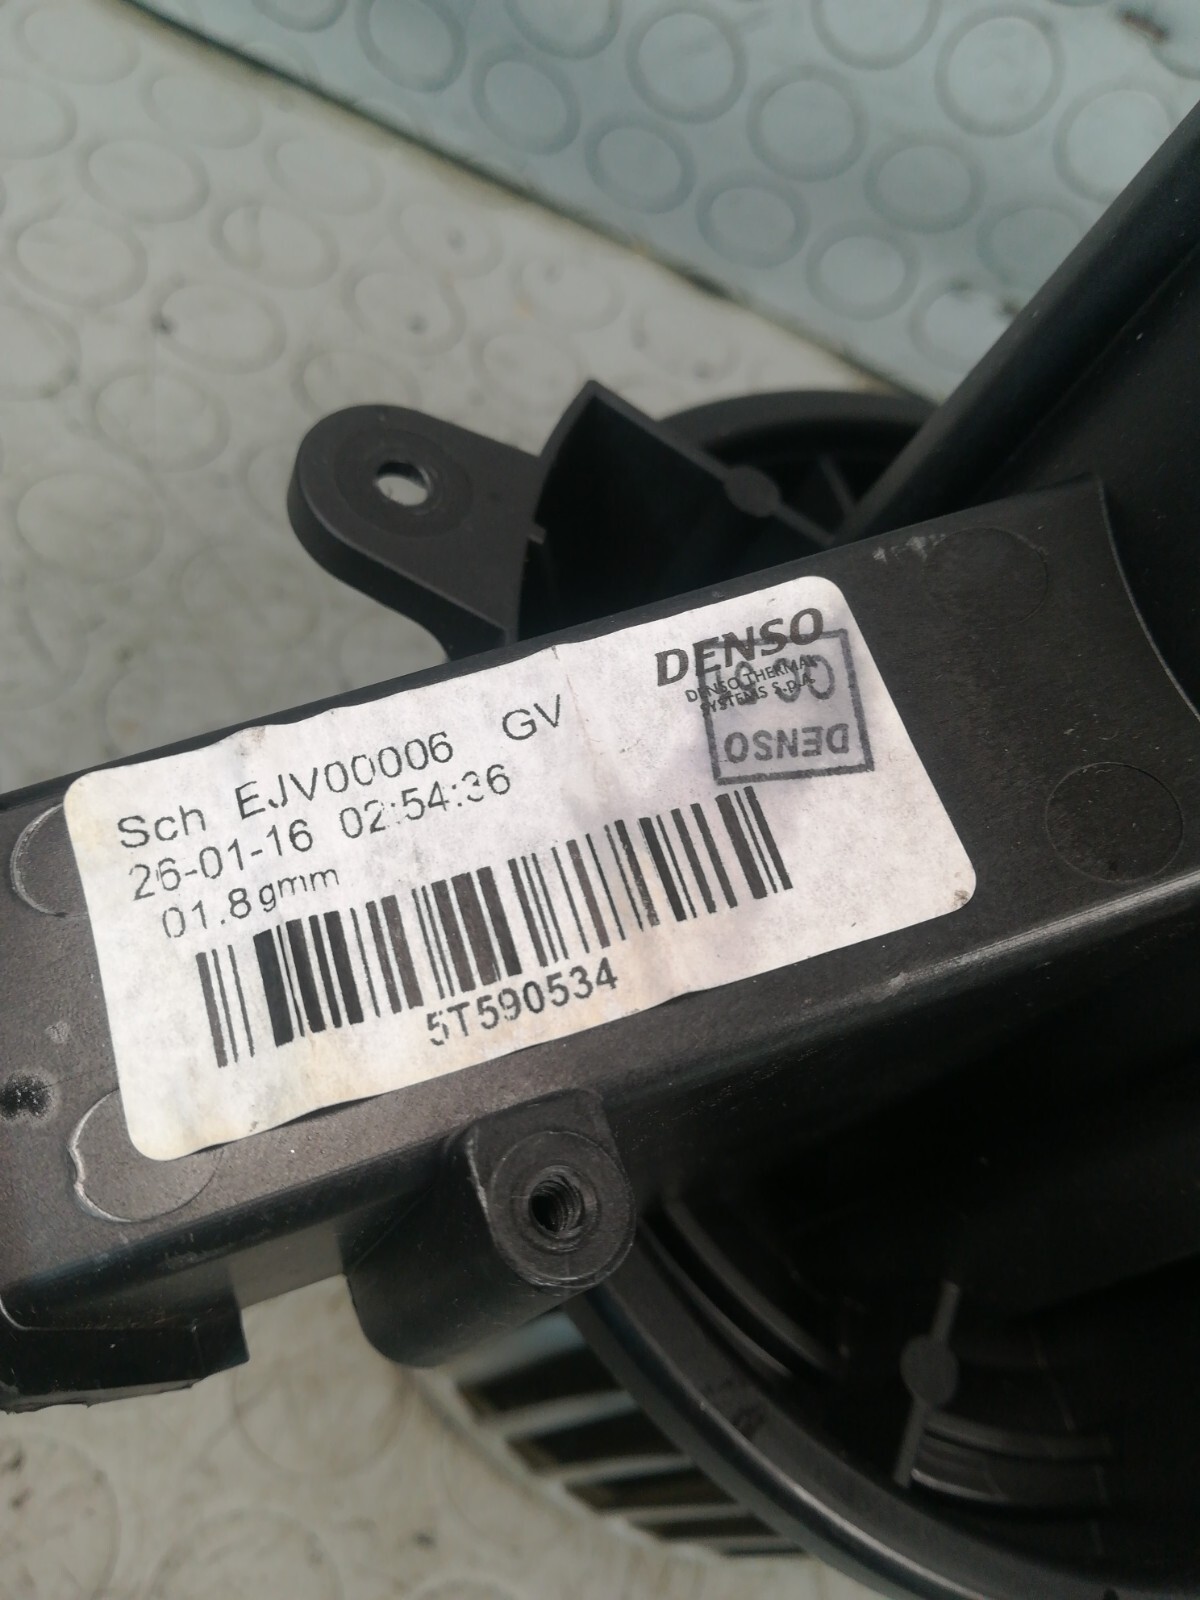 DENSO
DENSO THERMAL
SYSTEMS S.p.A.
DENSO
Sch EJV00006 GV
26-01-16 02:54:36
01.8gmm
5T590534